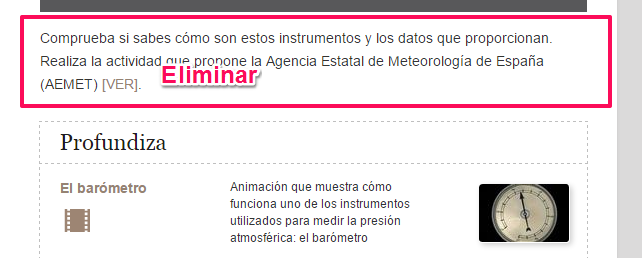 Comprueba si sabes cómo son estos instrumentos y los datos que proporcionan.
Realiza la actividad que propone la Agencia Estatal de Meteorología de España
(AEMET) [VER].
Eliminar
Profundiza
El barómetro
Animación que muestra cómo
funciona uno de los instrumentos
utilizados para medir la presión
atmosférica: el barómetro